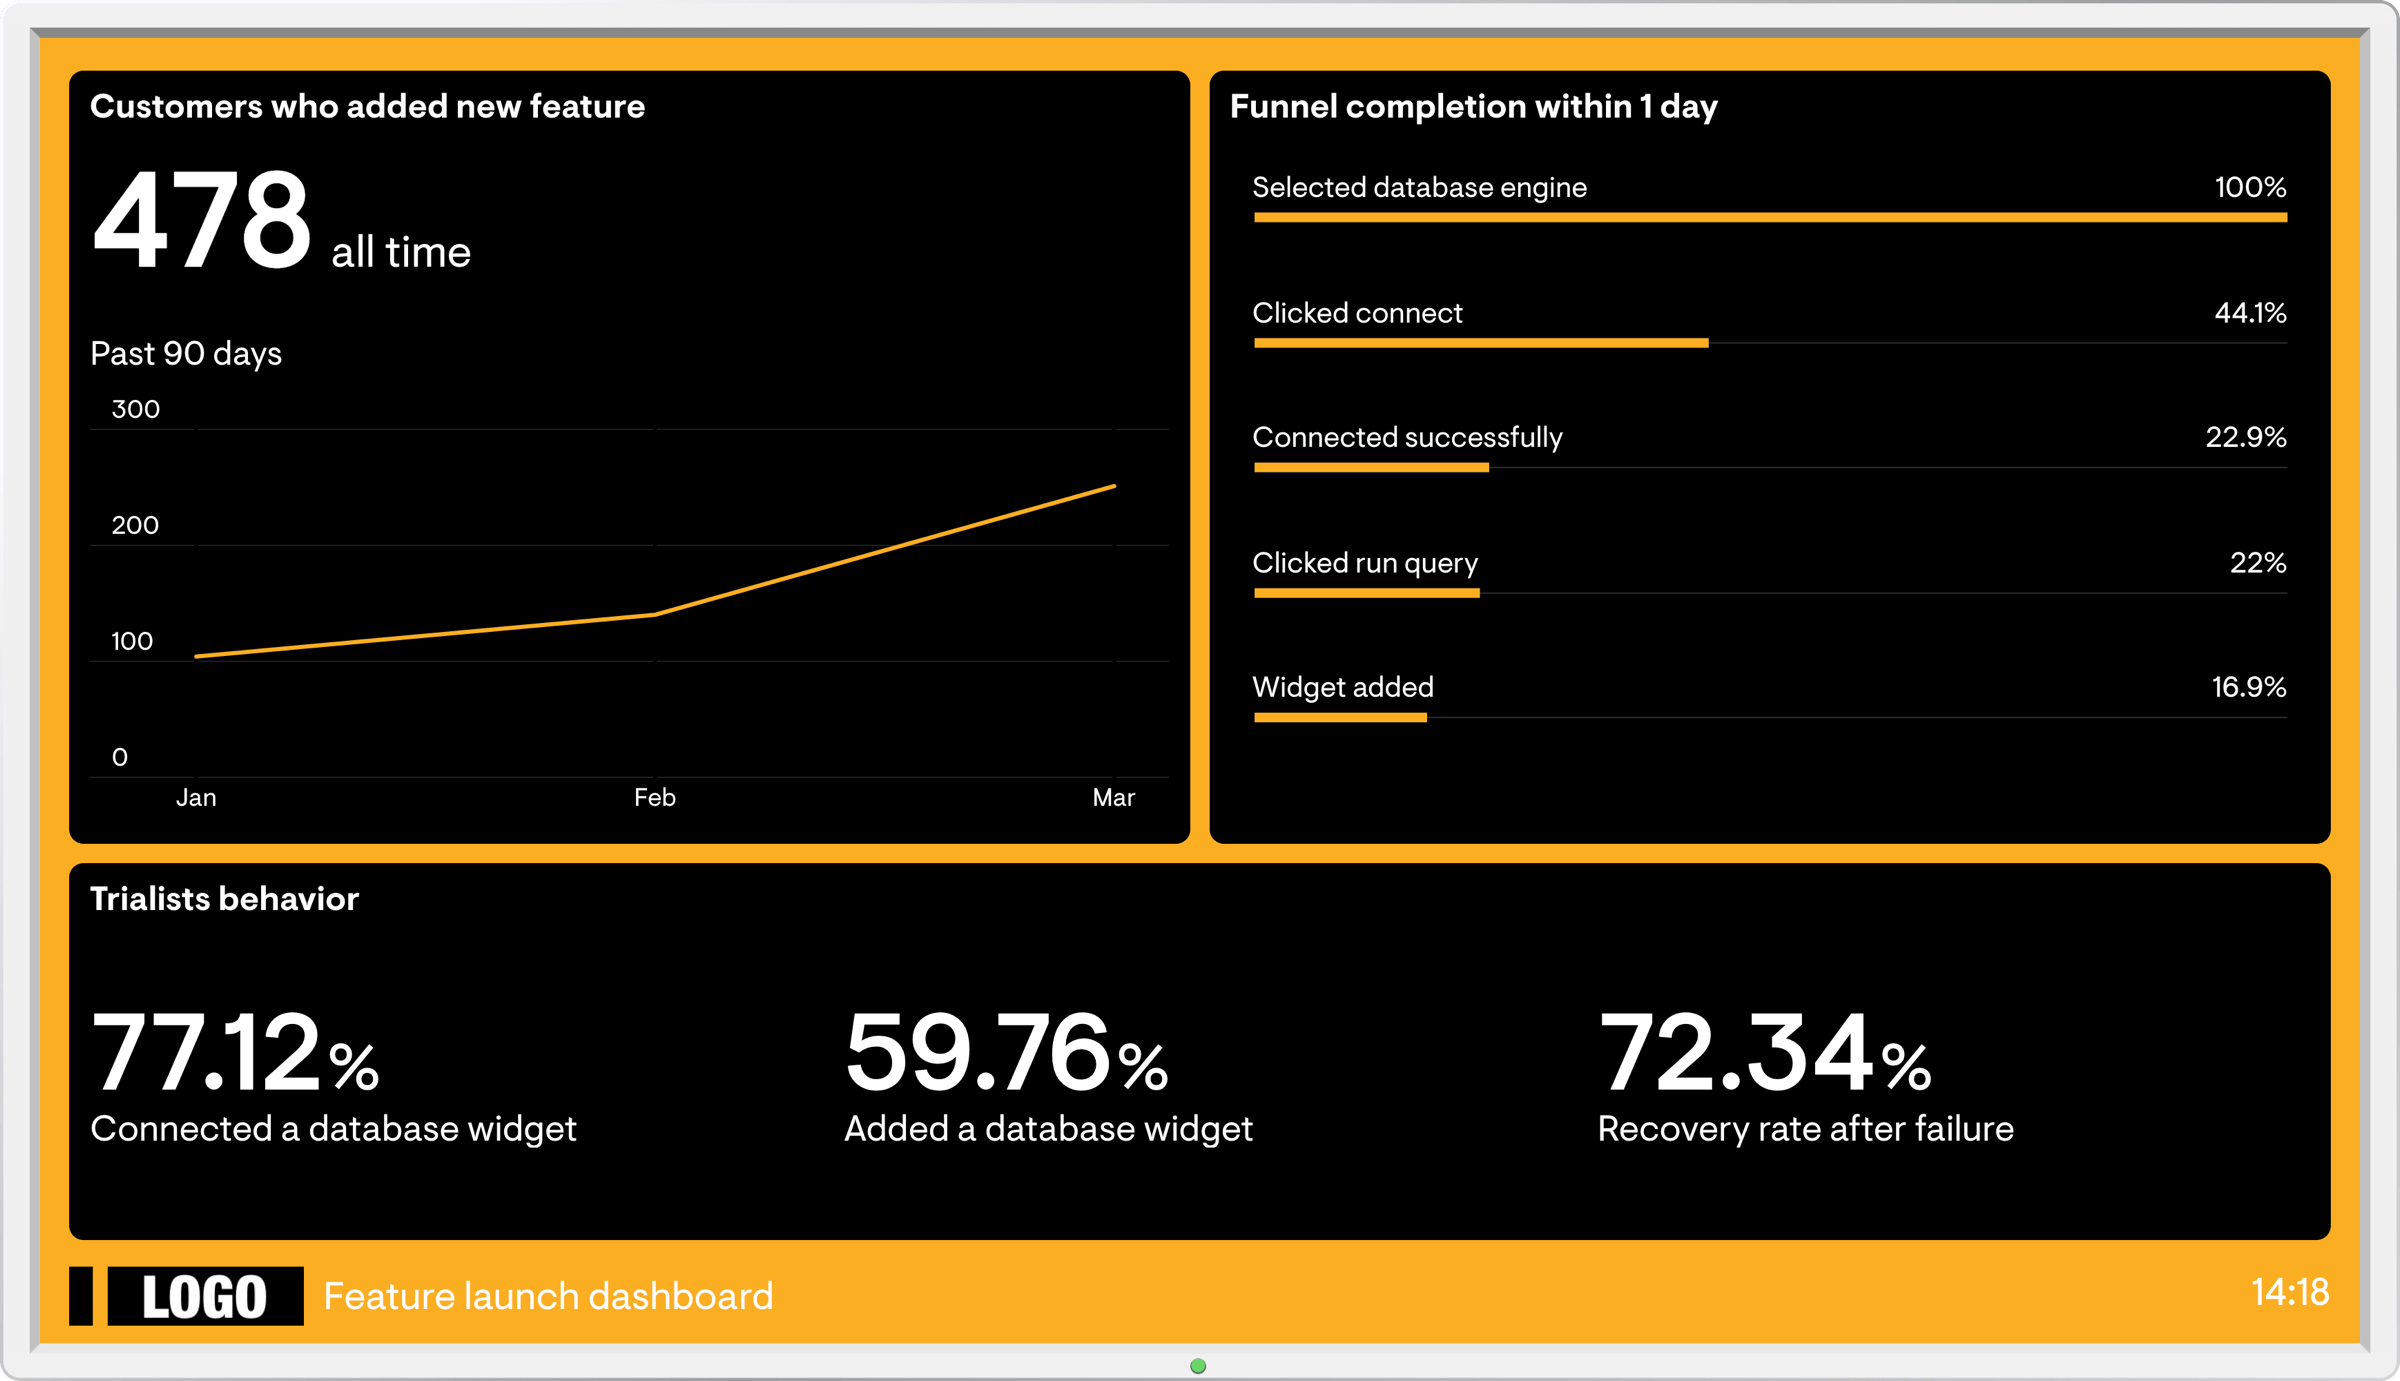 Customers who added new feature
478 all time
Past 90 days
300
200
100
0
Jan Feb Mar
Funnel completion within 1 day
Selected database engine 100%
Clicked connect 44.1%
Connected successfully 22.9%
Clicked run query 22%
Widget added 16.9%
Trialists behavior
77.12% 59.76% 72.34%
Connected a database widget Added a database widget Recovery rate after failure
LOGO Feature launch dashboard 14:18